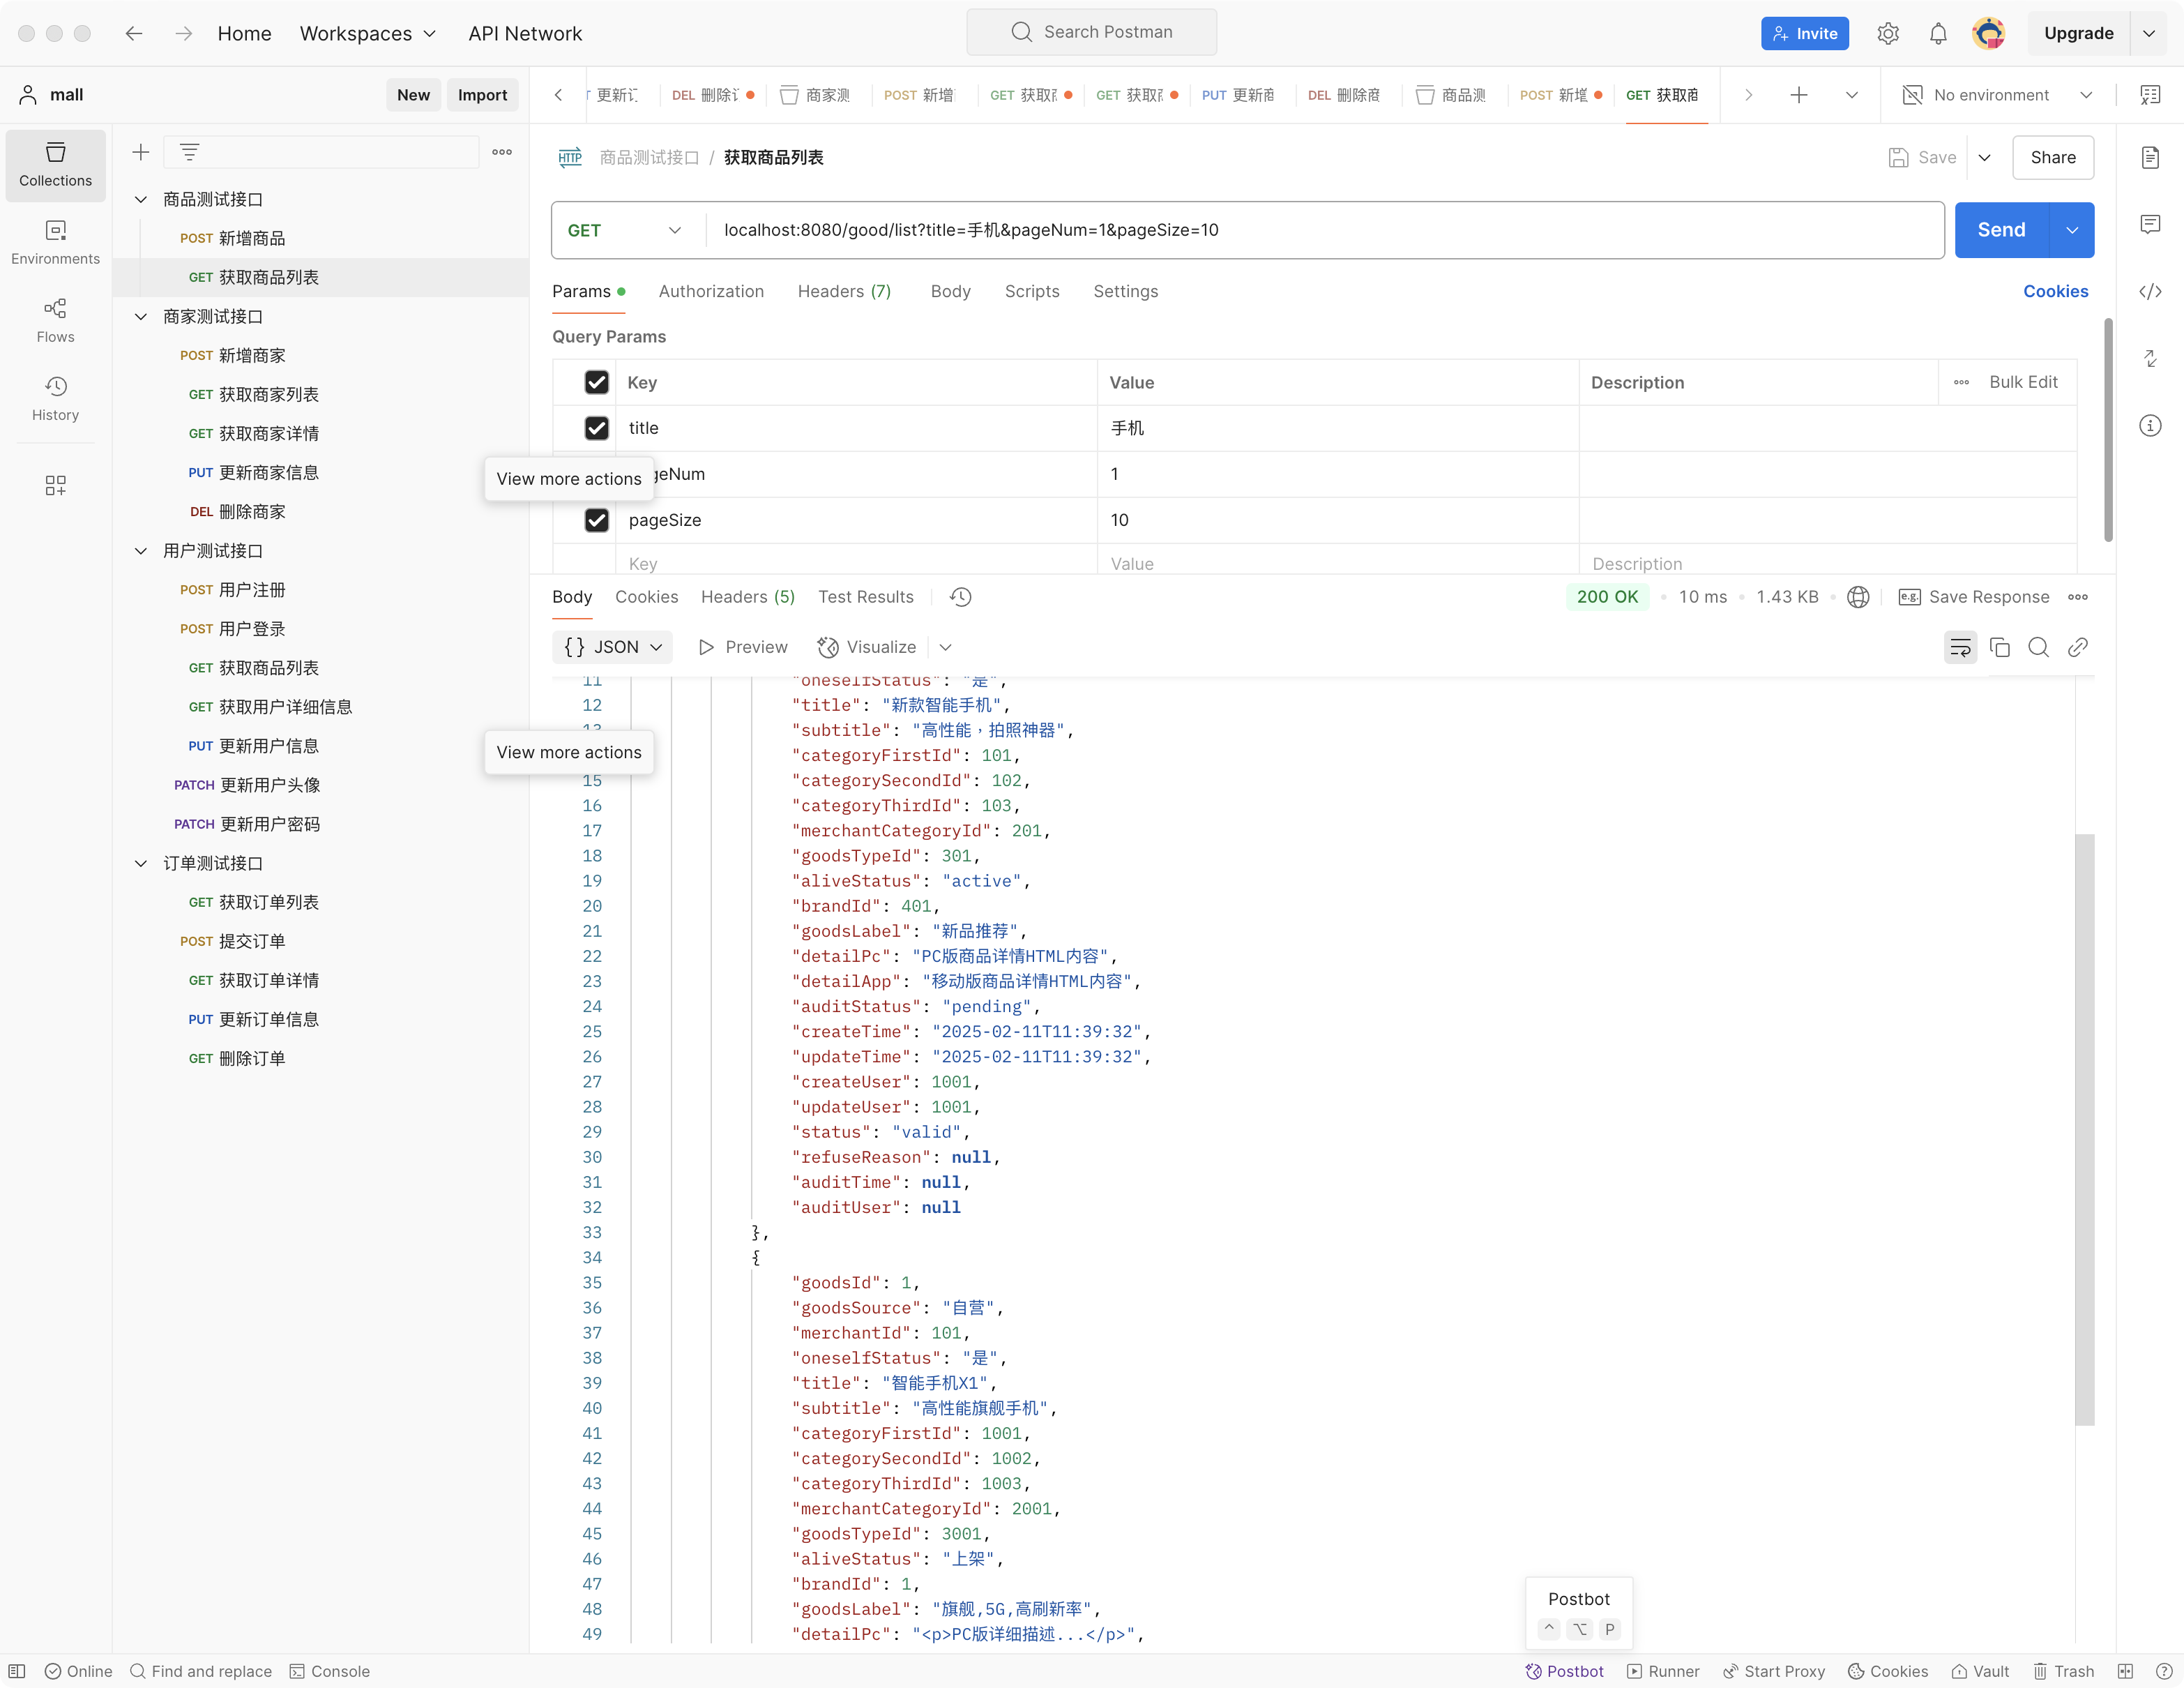 Home
Workspaces
API Network
Search Postman
Invite
Upgrade
mall
New
Import
更新订
DEL 删除订
商家测
POST 新增
GET 获取
GET 获取
PUT 更新商
DEL 删除商
商品测
POST 新增
GET 获取商
No environment
Collections
Environments
Flows
History
商品测试接口
POST 新增商品
GET 获取商品列表
商家测试接口
POST 新增商家
GET 获取商家列表
GET 获取商家详情
PUT 更新商家信息
DEL 删除商家
用户测试接口
POST 用户注册
POST 用户登录
GET 获取商品列表
GET 获取用户详细信息
PUT 更新用户信息
PATCH 更新用户头像
PATCH 更新用户密码
订单测试接口
GET 获取订单列表
POST 提交订单
GET 获取订单详情
PUT 更新订单信息
GET 删除订单
HTTP 商品测试接口 / 获取商品列表
Save
Share
GET
localhost:8080/good/list?title=手机&pageNum=1&pageSize=10
Send
Params
Authorization
Headers (7)
Body
Scripts
Settings
Cookies
Query Params
Key Value Description Bulk Edit
title 手机
View more actions
geNum 1
pageSize 10
Key Value Description
Body
Cookies
Headers (5)
Test Results
200 OK
10 ms
1.43 KB
e.g. Save Response
{} JSON
Preview
Visualize
11 "oneselfStatus": "是",
12 "title": "新款智能手机",
13 "subtitle": "高性能，拍照神器",
"categoryFirstId": 101,
View more actions
15 "categorySecondId": 102,
16 "categoryThirdId": 103,
17 "merchantCategoryId": 201,
18 "goodsTypeId": 301,
19 "aliveStatus": "active",
20 "brandId": 401,
21 "goodsLabel": "新品推荐",
22 "detailPc": "PC版商品详情HTML内容",
23 "detailApp": "移动版商品详情HTML内容",
24 "auditStatus": "pending",
25 "createTime": "2025-02-11T11:39:32",
26 "updateTime": "2025-02-11T11:39:32",
27 "createUser": 1001,
28 "updateUser": 1001,
29 "status": "valid",
30 "refuseReason": null,
31 "auditTime": null,
32 "auditUser": null
33 },
34 {
35 "goodsId": 1,
36 "goodsSource": "自营",
37 "merchantId": 101,
38 "oneselfStatus": "是",
39 "title": "智能手机X1",
40 "subtitle": "高性能旗舰手机",
41 "categoryFirstId": 1001,
42 "categorySecondId": 1002,
43 "categoryThirdId": 1003,
44 "merchantCategoryId": 2001,
45 "goodsTypeId": 3001,
46 "aliveStatus": "上架",
47 "brandId": 1,
48 "goodsLabel": "旗舰,5G,高刷新率",
49 "detailPc": "<p>PC版详细描述...</p>",
Postbot
^ ⌥ P
Online
Find and replace
Console
Postbot
Runner
Start Proxy
Cookies
Vault
Trash